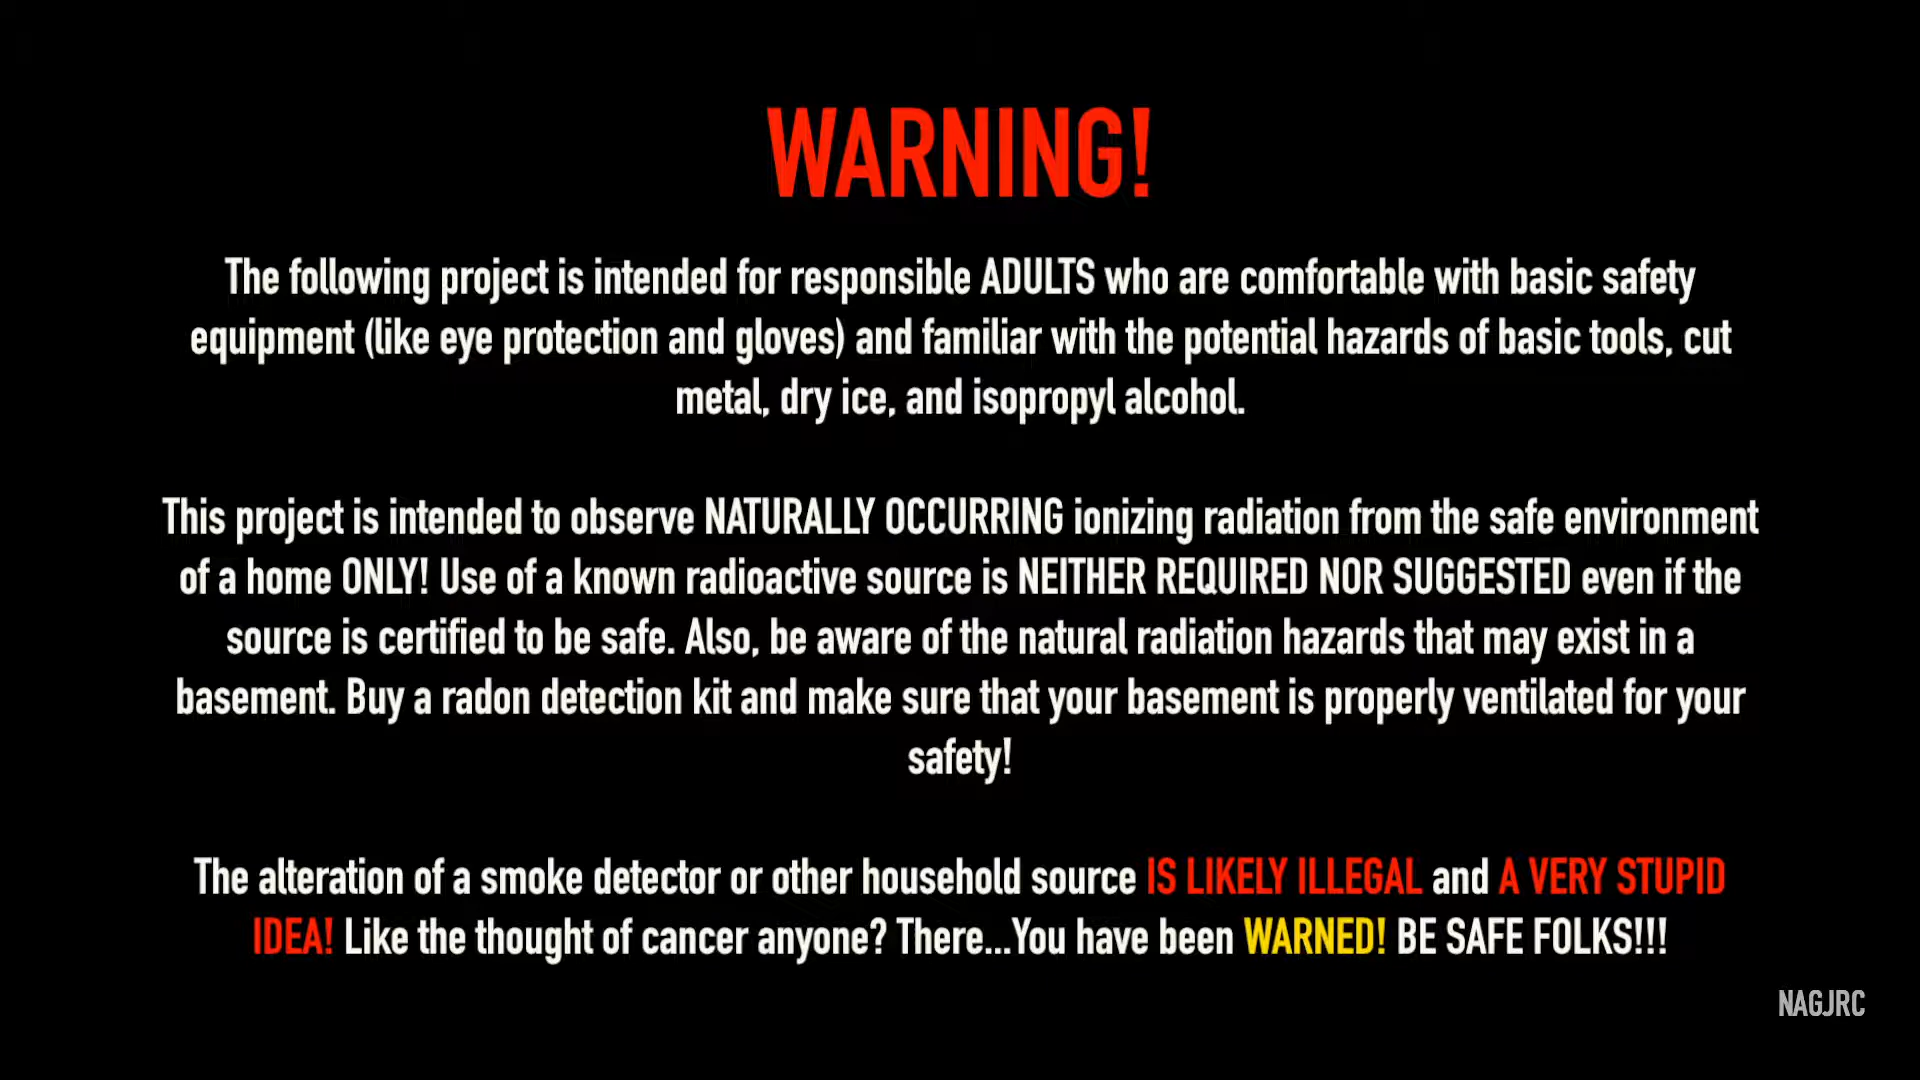 WARNING!
The following project is intended for responsible ADULTS who are comfortable with basic safety
equipment (like eye protection and gloves) and familiar with the potential hazards of basic tools, cut
metal, dry ice, and isopropyl alcohol.
This project is intended to observe NATURALLY OCCURRING ionizing radiation from the safe environment
of a home ONLY! Use of a known radioactive source is NEITHER REQUIRED NOR SUGGESTED even if the
source is certified to be safe. Also, be aware of the natural radiation hazards that may exist in a
basement. Buy a radon detection kit and make sure that your basement is properly ventilated for your
safety!
The alteration of a smoke detector or other household source IS LIKELY ILLEGAL and A VERY STUPID
IDEA! Like the thought of cancer anyone? There...You have been WARNED! BE SAFE FOLKS!!!
NAGJRC